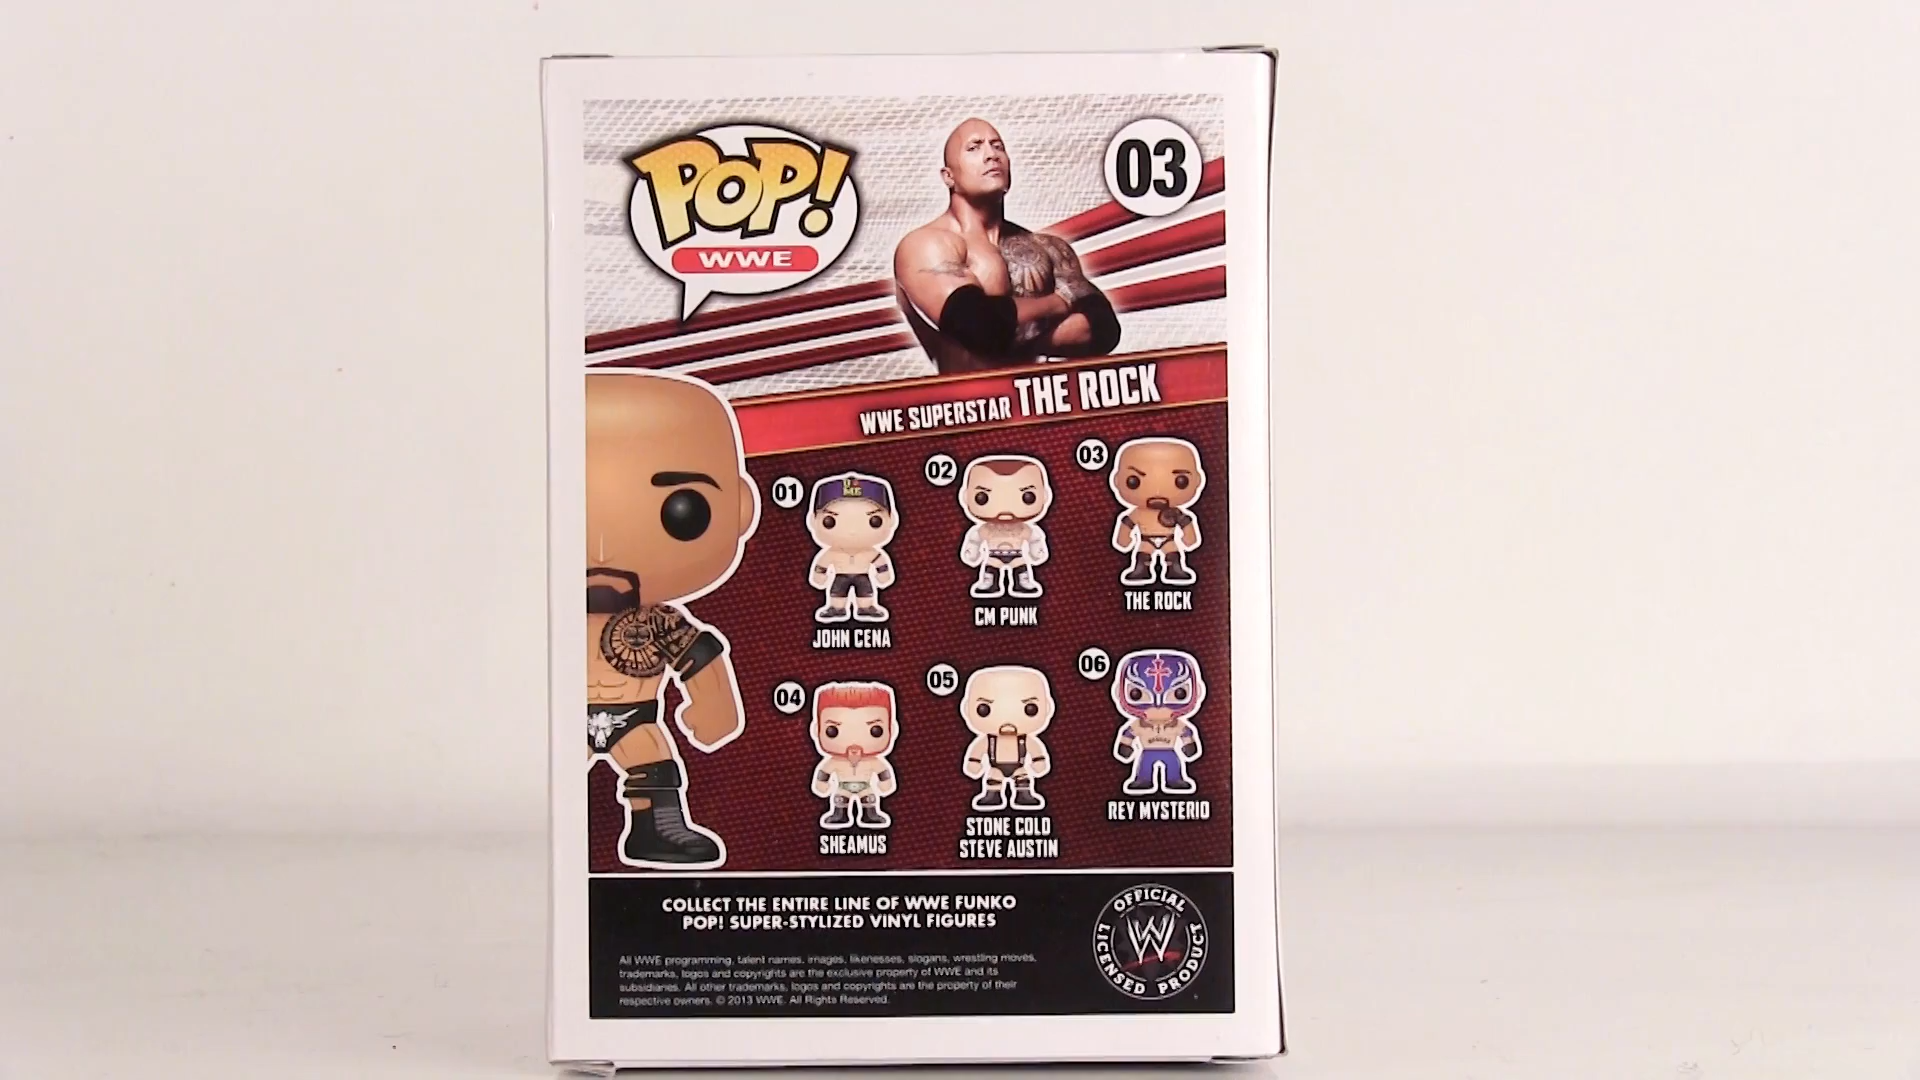 POP!
WWE
03
WWE SUPERSTAR THE ROCK
01
U
ME
JOHN CENA
02
CM PUNK
03
THE ROCK
04
SHEAMUS
05
STONE COLD
STEVE AUSTIN
06
REY MYSTERIO
COLLECT THE ENTIRE LINE OF WWE FUNKO
POP! SUPER-STYLIZED VINYL FIGURES
All WWE programming, talent names, images, likenesses, slogans, wrestling moves,
trademarks, logos and copyrights are the exclusive property of WWE and its
subsidiaries. All other trademarks, logos and copyrights are the property of their
respective owners. © 2013 WWE. All Rights Reserved.
OFFICIAL
W
LICENSED PRODUCT